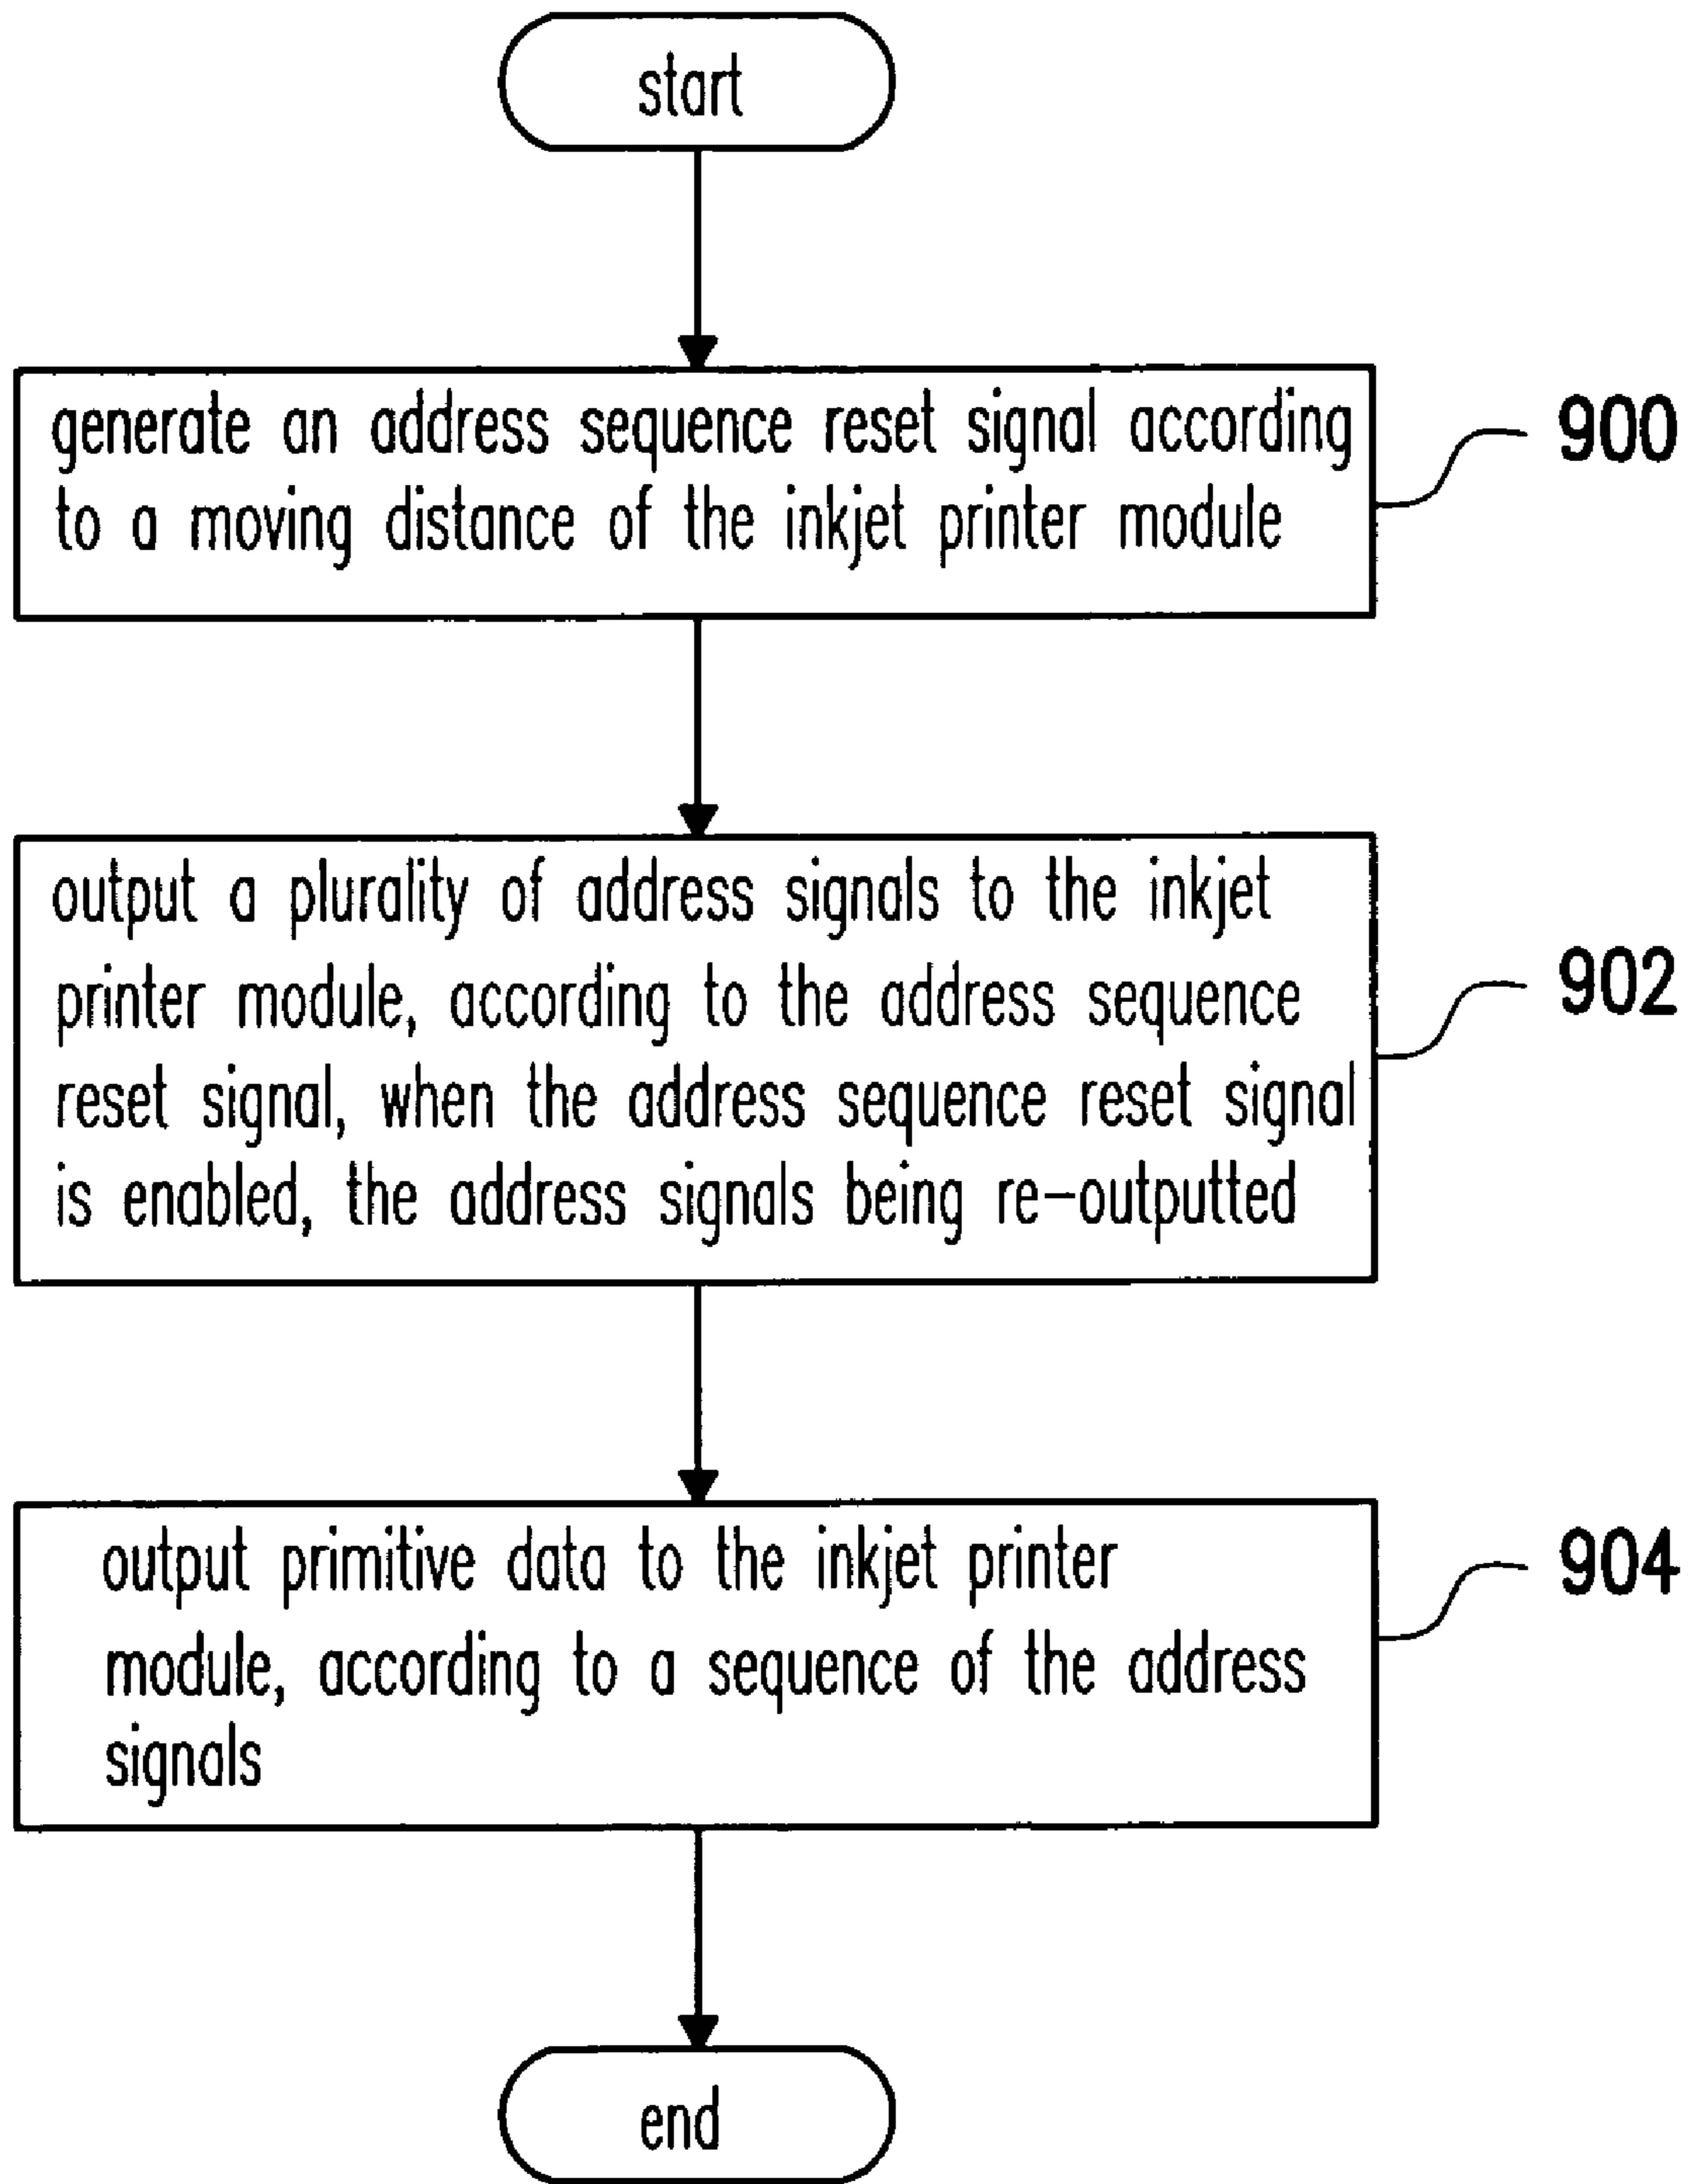 start
generate an address sequence reset signal according
to a moving distance of the inkjet printer module
900
output a plurality of address signals to the inkjet
printer module, according to the address sequence
reset signal, when the address sequence reset signal
is enabled, the address signals being re-outputted
902
output primitive data to the inkjet printer
module, according to a sequence of the address
signals
904
end